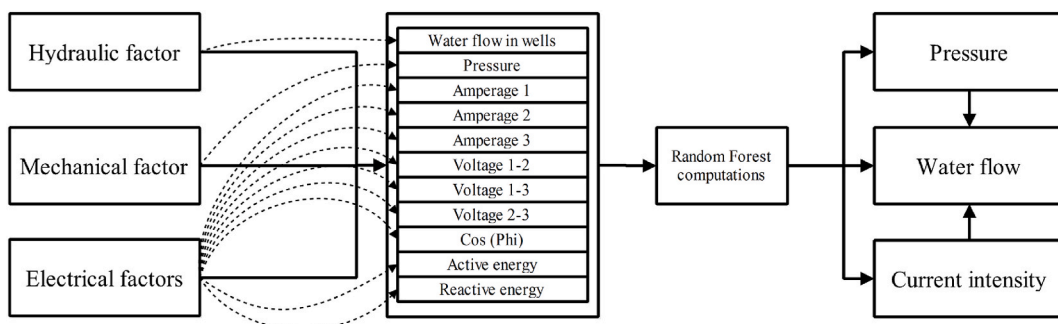 Hydraulic factor
Mechanical factor
Electrical factors
Water flow in wells
Pressure
Amperage 1
Amperage 2
Amperage 3
Voltage 1-2
Voltage 1-3
Voltage 2-3
Cos (Phi)
Active energy
Reactive energy
Random Forest
computations
Pressure
Water flow
Current intensity